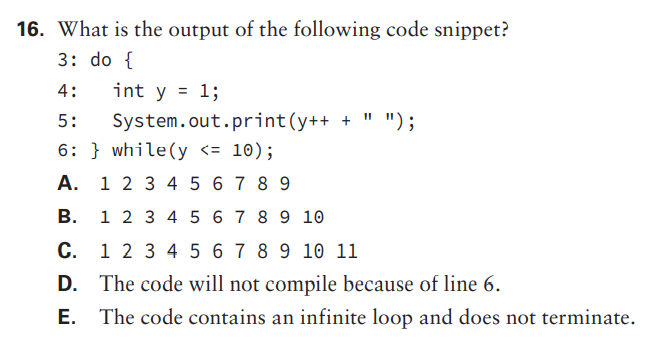 16. What is the output of the following code snippet?
3: do {
4:   int y = 1;
5:   System.out.print(y++ + " ");
6: } while(y <= 10);
A. 1 2 3 4 5 6 7 8 9
B. 1 2 3 4 5 6 7 8 9 10
C. 1 2 3 4 5 6 7 8 9 10 11
D. The code will not compile because of line 6.
E. The code contains an infinite loop and does not terminate.